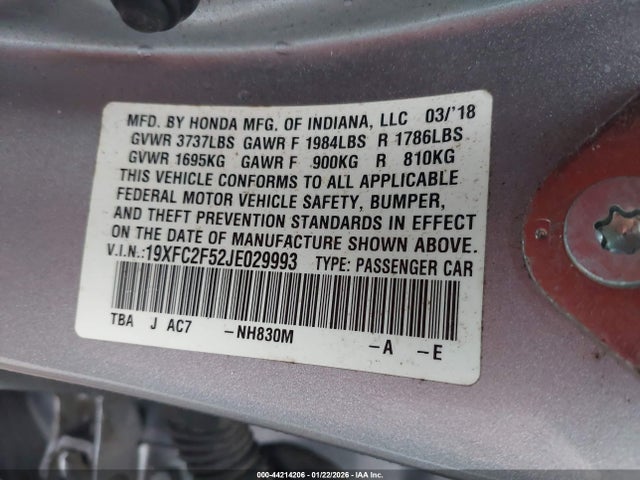 MFD. BY HONDA MFG. OF INDIANA, LLC 03/'18
GVWR 3737LBS GAWR F 1984LBS R 1786LBS
GVWR 1695KG GAWR F 900KG R 810KG
THIS VEHICLE CONFORMS TO ALL APPLICABLE
FEDERAL MOTOR VEHICLE SAFETY, BUMPER,
AND THEFT PREVENTION STANDARDS IN EFFECT
ON THE DATE OF MANUFACTURE SHOWN ABOVE.
V.I.N.:19XFC2F52JE029993 TYPE: PASSENGER CAR
TBA J AC7 -NH830M -A -E
000-44214206 - 01/22/2026 - IAA Inc.